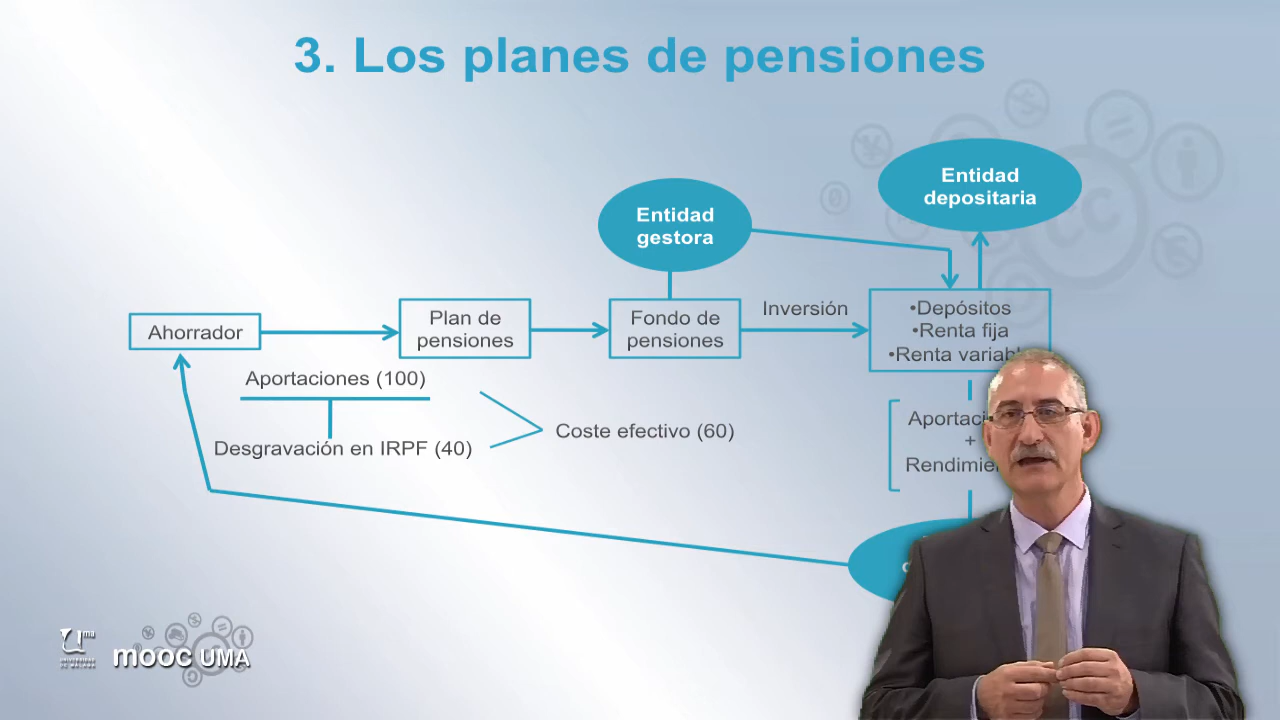 3. Los planes de pensiones
Entidad
depositaria
Entidad
gestora
Inversión
•Depósitos
•Renta fija
Ahorrador
Plan de
pensiones
Fondo de
pensiones
•Renta
Aportaciones (100)
Desgravación en IRPF (40)
Coste efectivo (60)
+
mooc UMA